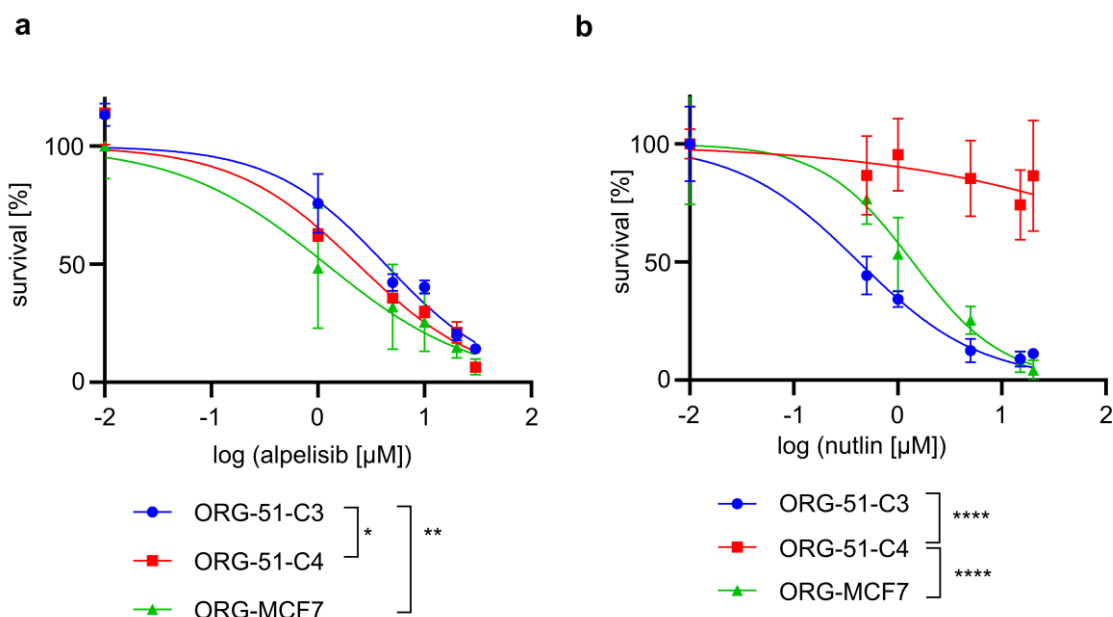 a
b
survival [%]
100
50
0
-2 -1 0 1 2
log (alpelisib [µM])
survival [%]
100
50
0
-2 -1 0 1 2
log (nutlin [µM])
ORG-51-C3
ORG-51-C4
ORG-MCF7
*
**
ORG-51-C3
ORG-51-C4
ORG-MCF7
****
****